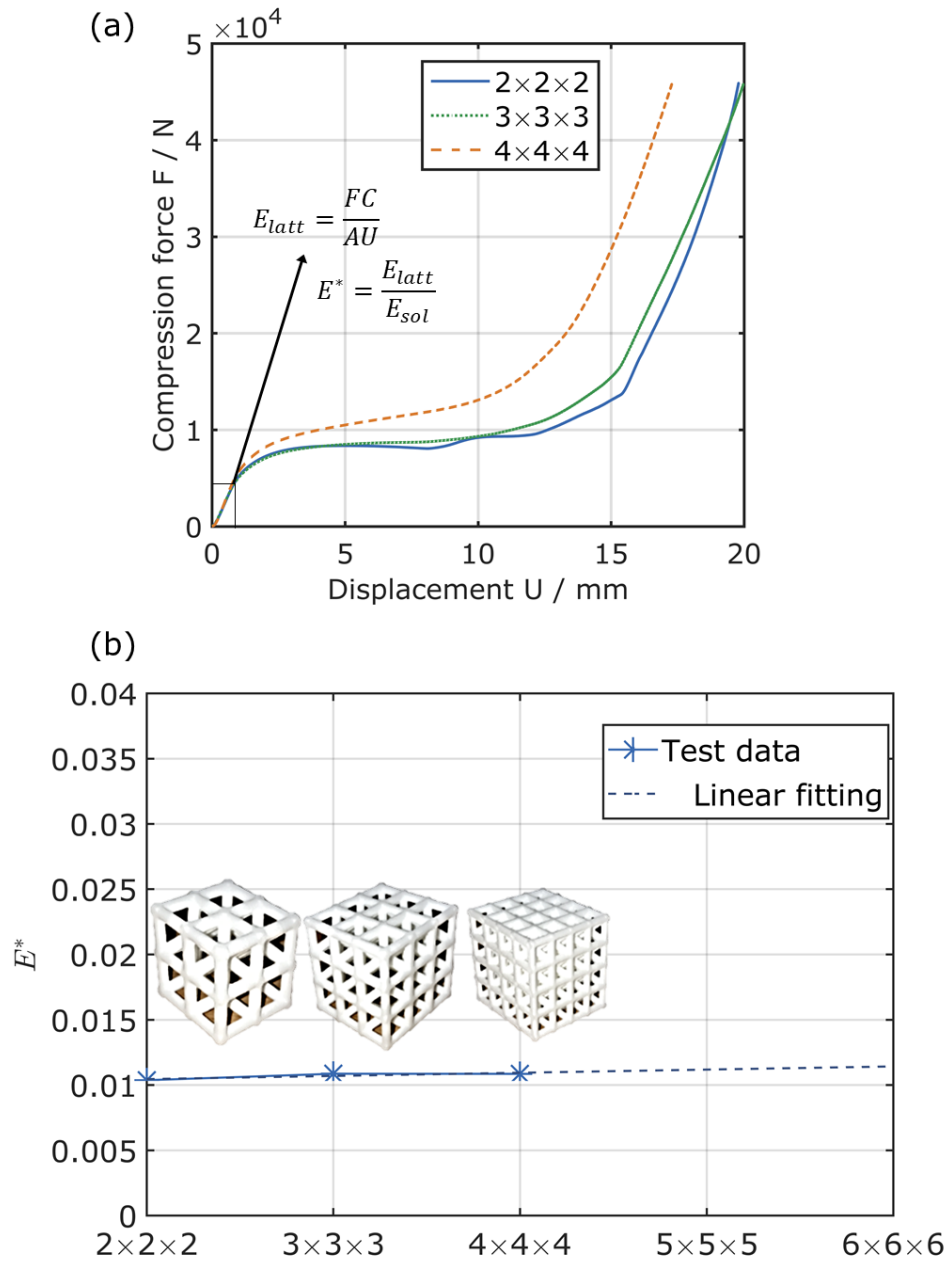 (a)
×10⁴
5
4
3
2
1
0
0 5 10 15 20
Compression force F / N
Displacement U / mm
2×2×2
3×3×3
4×4×4
E_latt = FC/AU
E* = E_latt/E_sol
(b)
0.04
0.035
0.03
0.025
0.02
0.015
0.01
0.005
0
E*
Test data
Linear fitting
2×2×2 3×3×3 4×4×4 5×5×5 6×6×6